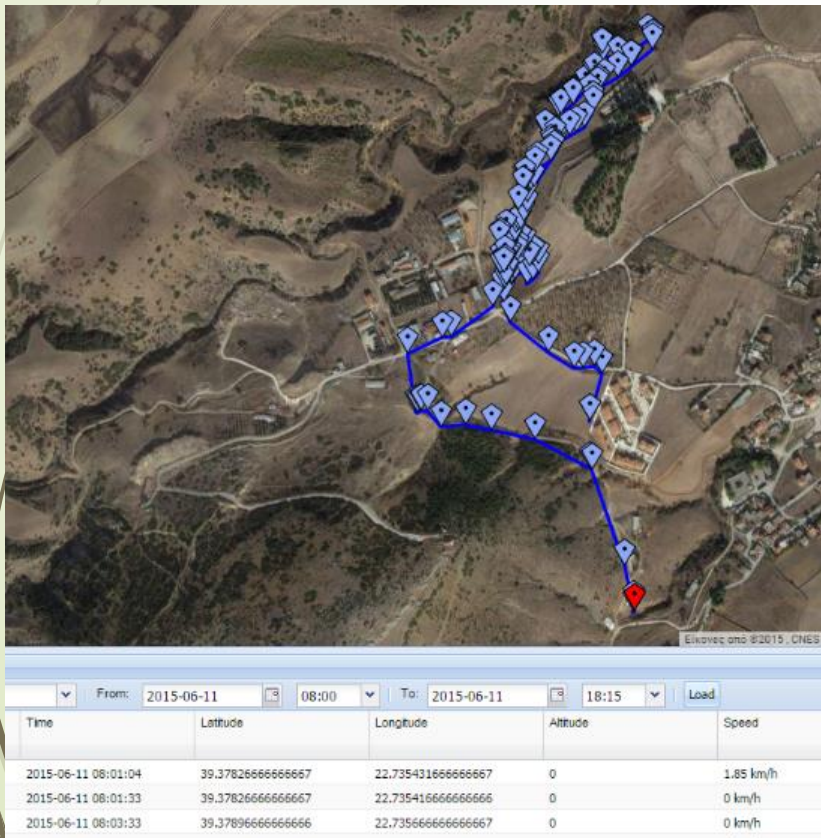 Εικόνες από ©2015 , CNES
From: 2015-06-11 08:00 To: 2015-06-11 18:15 Load
Time Latitude Longitude Altitude Speed
2015-06-11 08:01:04 39.37826666666667 22.735431666666667 0 1.85 km/h
2015-06-11 08:01:33 39.37826666666667 22.735416666666666 0 0 km/h
2015-06-11 08:03:33 39.37896666666666 22.735666666666667 0 0 km/h